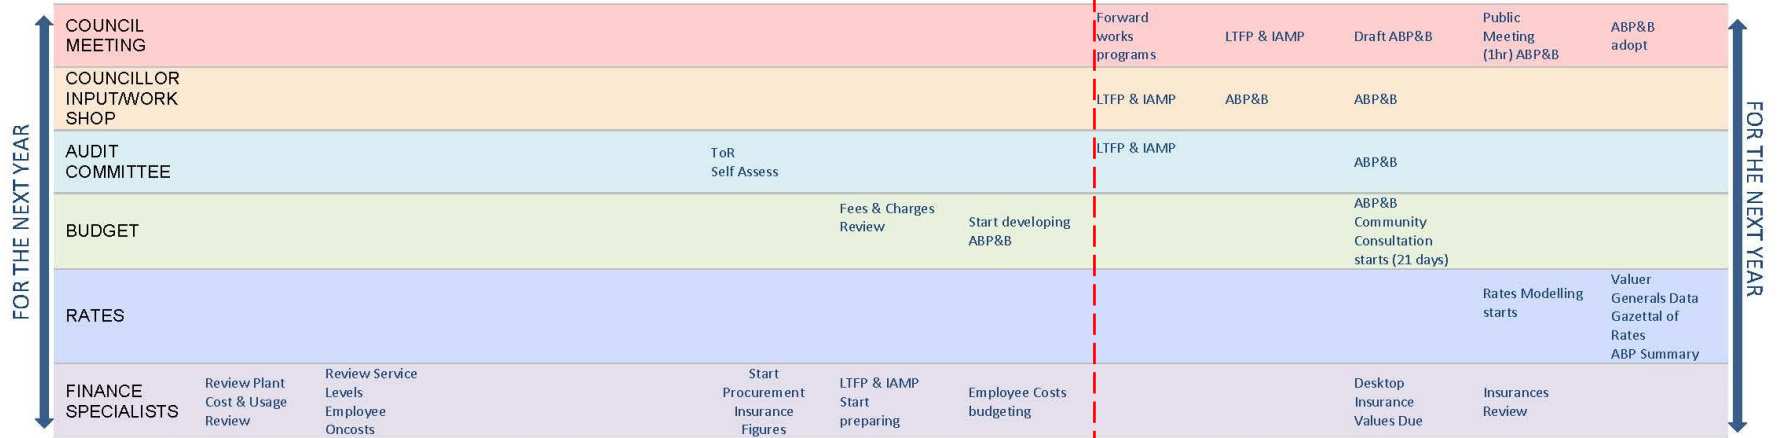 FOR THE NEXT YEAR
COUNCIL
MEETING
Forward
works
programs
LTFP & IAMP
Draft ABP&B
Public
Meeting
(1hr) ABP&B
ABP&B
adopt
COUNCILLOR
INPUT/WORK
SHOP
LTFP & IAMP
ABP&B
ABP&B
AUDIT
COMMITTEE
ToR
Self Assess
LTFP & IAMP
ABP&B
BUDGET
Fees & Charges
Review
Start developing
ABP&B
ABP&B
Community
Consultation
starts (21 days)
RATES
Rates Modelling
starts
Valuer
Generals Data
Gazettal of
Rates
ABP Summary
FINANCE
SPECIALISTS
Review Plant
Cost & Usage
Review
Review Service
Levels
Employee
Oncosts
Start
Procurement
Insurance
Figures
LTFP & IAMP
Start
preparing
Employee Costs
budgeting
Desktop
Insurance
Values Due
Insurances
Review
FOR THE NEXT YEAR